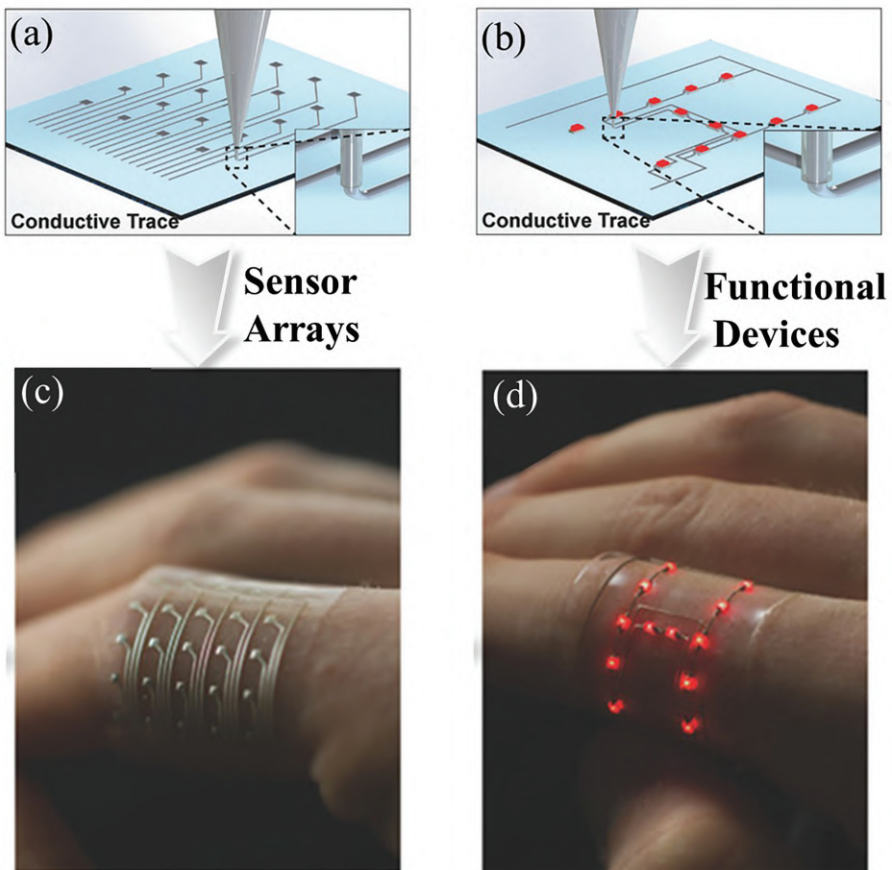 (a)
(b)
Conductive Trace
Conductive Trace
Sensor
Arrays
Functional
Devices
(c)
(d)